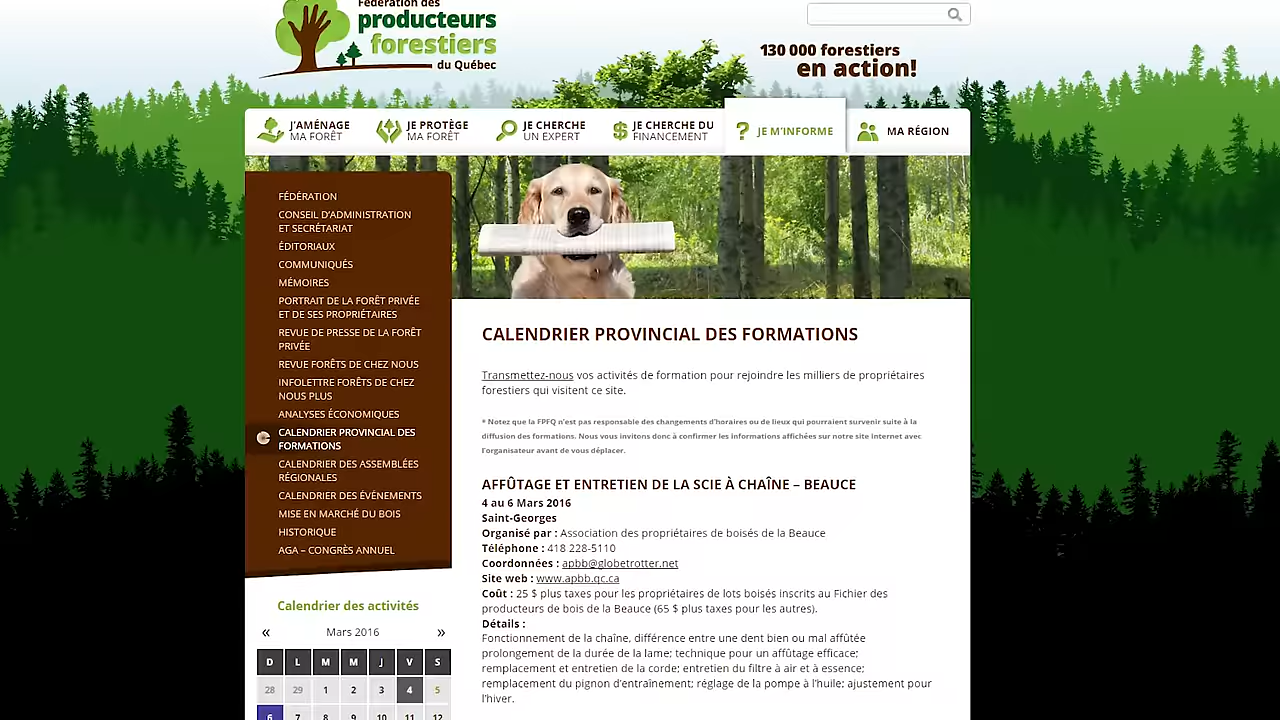 Fédération des
producteurs
forestiers
du Québec
130 000 forestiers
en action!
J'AMÉNAGE
MA FORÊT
JE PROTÈGE
MA FORÊT
JE CHERCHE
UN EXPERT
JE CHERCHE DU
FINANCEMENT
JE M'INFORME
MA RÉGION
FÉDÉRATION
CONSEIL D'ADMINISTRATION
ET SECRÉTARIAT
ÉDITORIAUX
COMMUNIQUÉS
MÉMOIRES
PORTRAIT DE LA FORÊT PRIVÉE
ET DE SES PROPRIÉTAIRES
REVUE DE PRESSE DE LA FORÊT
PRIVÉE
REVUE FORÊTS DE CHEZ NOUS
INFOLETTRE FORÊTS DE CHEZ
NOUS PLUS
ANALYSES ÉCONOMIQUES
CALENDRIER PROVINCIAL DES
FORMATIONS
CALENDRIER DES ASSEMBLÉES
RÉGIONALES
CALENDRIER DES ÉVÉNEMENTS
MISE EN MARCHÉ DU BOIS
HISTORIQUE
AGA – CONGRÈS ANNUEL
Calendrier des activités
« Mars 2016 »
D L M M J V S
28 29 1 2 3 4 5
6 7 8 9 10 11 12
CALENDRIER PROVINCIAL DES FORMATIONS
Transmettez-nous vos activités de formation pour rejoindre les milliers de propriétaires
forestiers qui visitent ce site.
* Notez que la FPFQ n'est pas responsable des changements d'horaires ou de lieux qui pourraient survenir suite à la
diffusion des formations. Nous vous invitons donc à confirmer les informations affichées sur notre site Internet avec
l'organisateur avant de vous déplacer.
AFFÛTAGE ET ENTRETIEN DE LA SCIE À CHAÎNE – BEAUCE
4 au 6 Mars 2016
Saint-Georges
Organisé par : Association des propriétaires de boisés de la Beauce
Téléphone : 418 228-5110
Coordonnées : apbb@globetrotter.net
Site web : www.apbb.qc.ca
Coût : 25 $ plus taxes pour les propriétaires de lots boisés inscrits au Fichier des
producteurs de bois de la Beauce (65 $ plus taxes pour les autres).
Détails :
Fonctionnement de la chaîne, différence entre une dent bien ou mal affûtée
prolongement de la durée de la lame; technique pour un affûtage efficace;
remplacement et entretien de la corde; entretien du filtre à air et à essence;
remplacement du pignon d'entraînement; réglage de la pompe à l'huile; ajustement pour
l'hiver.